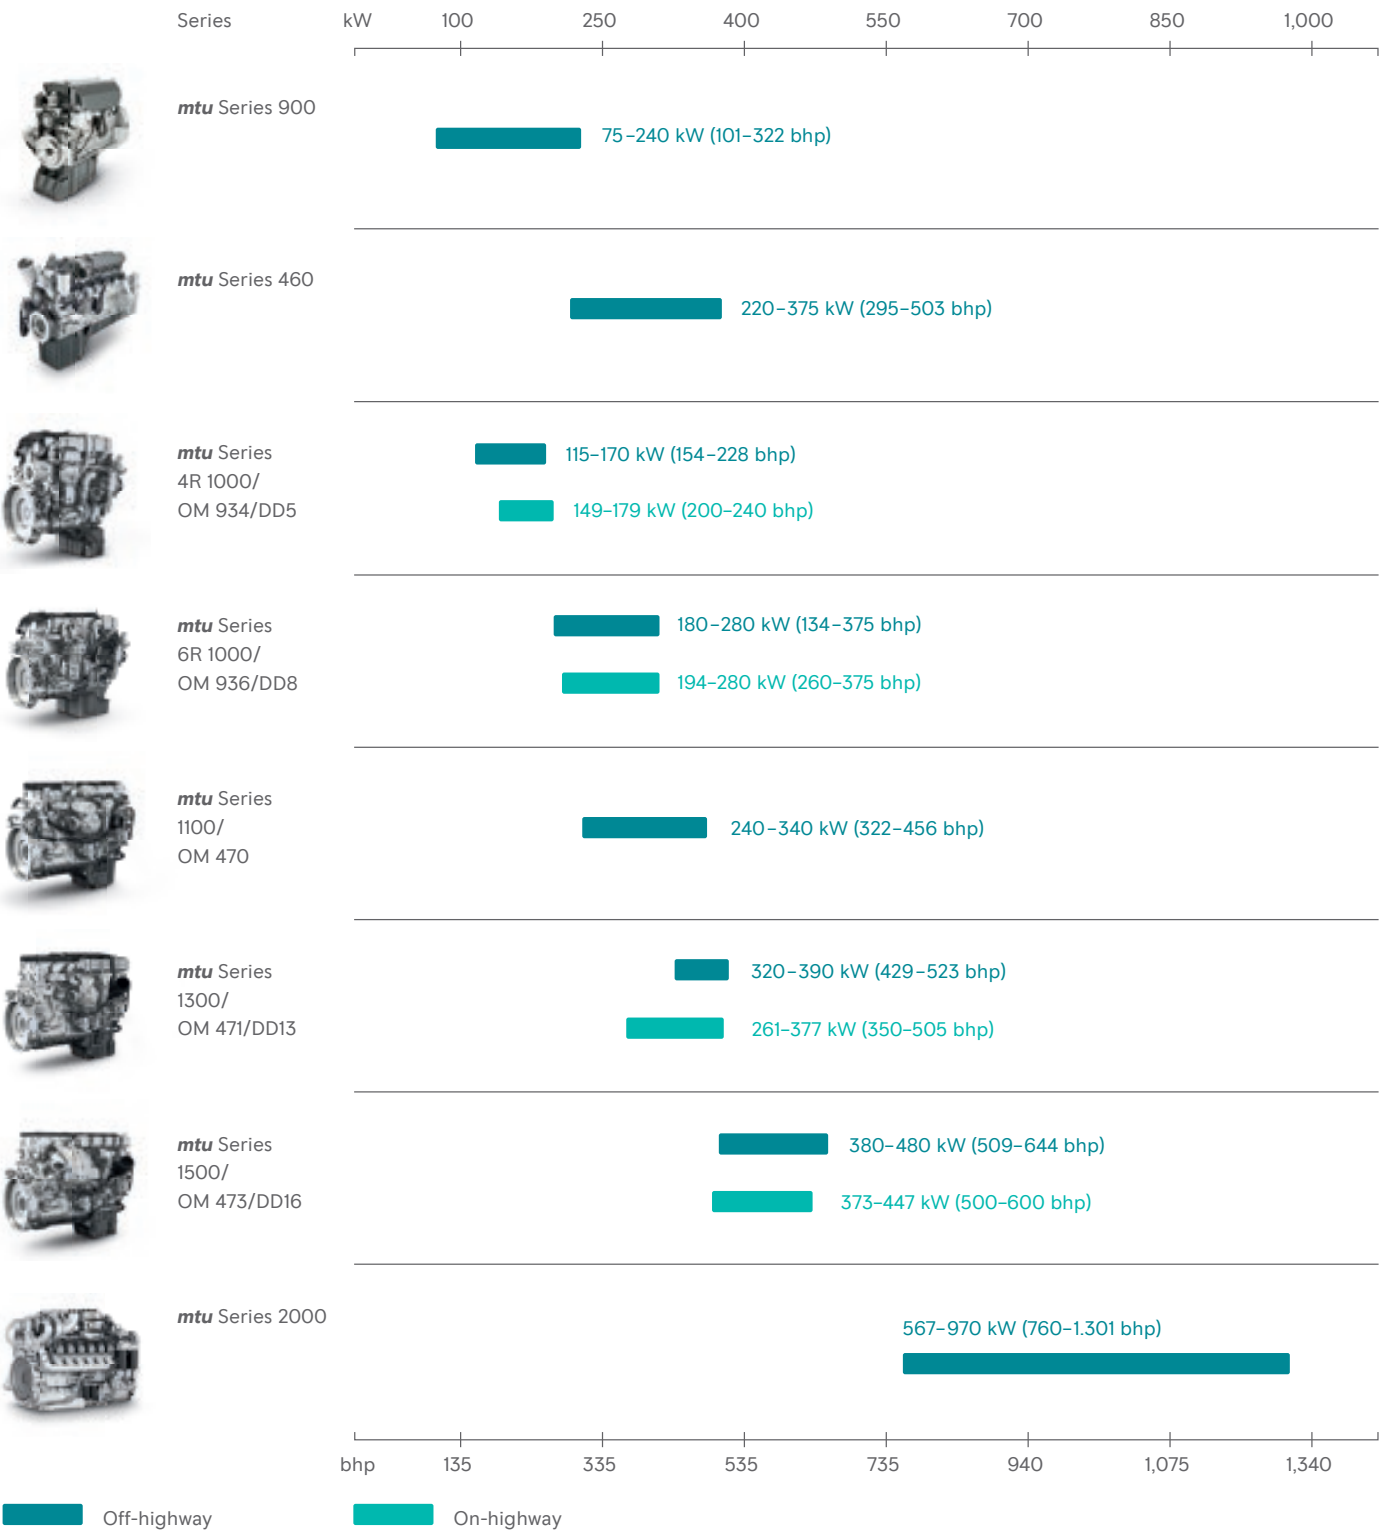 Series kW 100 250 400 550 700 850 1,000
mtu Series 900
75–240 kW (101–322 bhp)
mtu Series 460
220–375 kW (295–503 bhp)
mtu Series
4R 1000/
OM 934/DD5
115–170 kW (154–228 bhp)
149–179 kW (200–240 bhp)
mtu Series
6R 1000/
OM 936/DD8
180–280 kW (134–375 bhp)
194–280 kW (260–375 bhp)
mtu Series
1100/
OM 470
240–340 kW (322–456 bhp)
mtu Series
1300/
OM 471/DD13
320–390 kW (429–523 bhp)
261–377 kW (350–505 bhp)
mtu Series
1500/
OM 473/DD16
380–480 kW (509–644 bhp)
373–447 kW (500–600 bhp)
mtu Series 2000
567–970 kW (760–1.301 bhp)
bhp 135 335 535 735 940 1,075 1,340
Off-highway On-highway